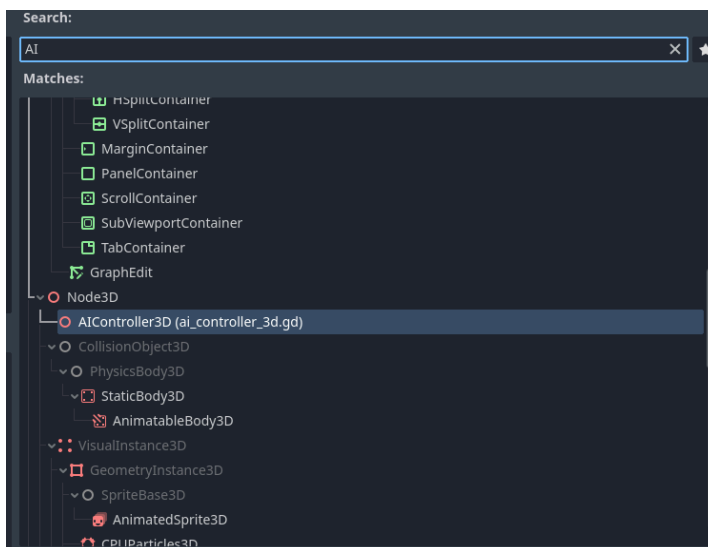 Search:
AI
Matches:
HSplitContainer
VSplitContainer
MarginContainer
PanelContainer
ScrollContainer
SubViewportContainer
TabContainer
GraphEdit
Node3D
AIController3D (ai_controller_3d.gd)
CollisionObject3D
PhysicsBody3D
StaticBody3D
AnimatableBody3D
VisualInstance3D
GeometryInstance3D
SpriteBase3D
AnimatedSprite3D
CPUParticles3D